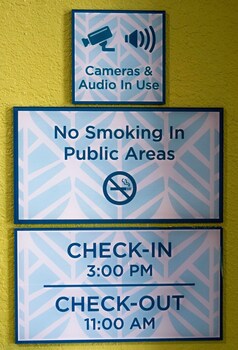 Cameras &
Audio In Use
No Smoking In
Public Areas
CHECK-IN
3:00 PM
CHECK-OUT
11:00 AM